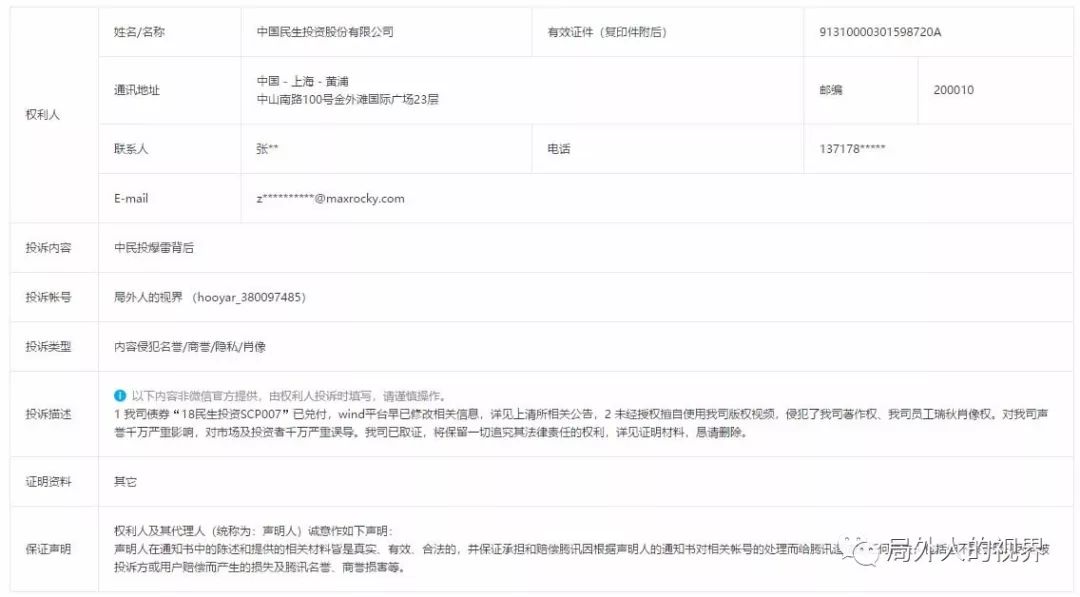 姓名/名称 中国民生投资股份有限公司 有效证件（复印件附后） 91310000301598720A
权利人
通讯地址
中国 - 上海 - 黄浦
中山南路100号金外滩国际广场23层
邮编 200010
联系人 张** 电话 137178*****
E-mail z**********@maxrocky.com
投诉内容 中民投爆雷背后
投诉帐号 局外人的视界 （hooyar_380097485）
投诉类型 内容侵犯名誉/商誉/隐私/肖像
投诉描述
以下内容非微信官方提供，由权利人投诉时填写，请谨慎操作。
1 我司债券“18民生投资SCP007”已兑付，wind平台早已修改相关信息，详见上清所相关公告，2 未经授权擅自使用我司版权视频，侵犯了我司著作权、我司员工瑞秋肖像权。对我司声
誉千万严重影响，对市场及投资者千万严重误导。我司已取证，将保留一切追究其法律责任的权利，详见证明材料，恳请删除。
证明资料 其它
保证声明
权利人及其代理人（统称为：声明人）诚意作如下声明：
声明人在通知书中的陈述和提供的相关材料皆是真实、有效、合法的，并保证承担和赔偿腾讯因根据声明人的通知书对相关帐号的处理而给腾讯
投诉方或用户赔偿而产生的损失及腾讯名誉、商誉损害等。
局外人的视界